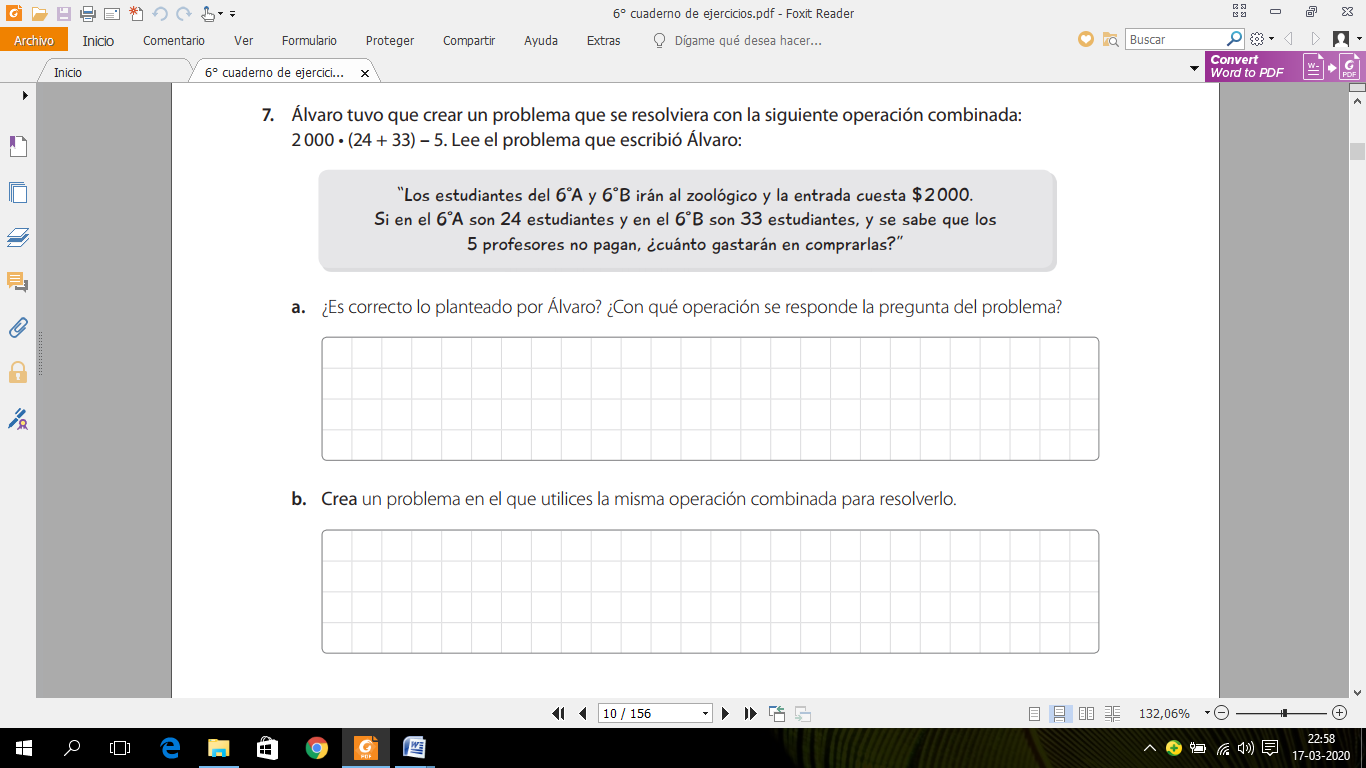 6° cuaderno de ejercicios.pdf - Foxit Reader
Archivo Inicio Comentario Ver Formulario Proteger Compartir Ayuda Extras Dígame qué desea hacer... Buscar
Inicio 6° cuaderno de ejercici... Convert
Word to PDF
7. Álvaro tuvo que crear un problema que se resolviera con la siguiente operación combinada:
2 000 • (24 + 33) – 5. Lee el problema que escribió Álvaro:
“Los estudiantes del 6°A y 6°B irán al zoológico y la entrada cuesta $2 000.
Si en el 6°A son 24 estudiantes y en el 6°B son 33 estudiantes, y se sabe que los
5 profesores no pagan, ¿cuánto gastarán en comprarlas?”
a. ¿Es correcto lo planteado por Álvaro? ¿Con qué operación se responde la pregunta del problema?
b. Crea un problema en el que utilices la misma operación combinada para resolverlo.
10 / 156 132,06%
22:58
17-03-2020